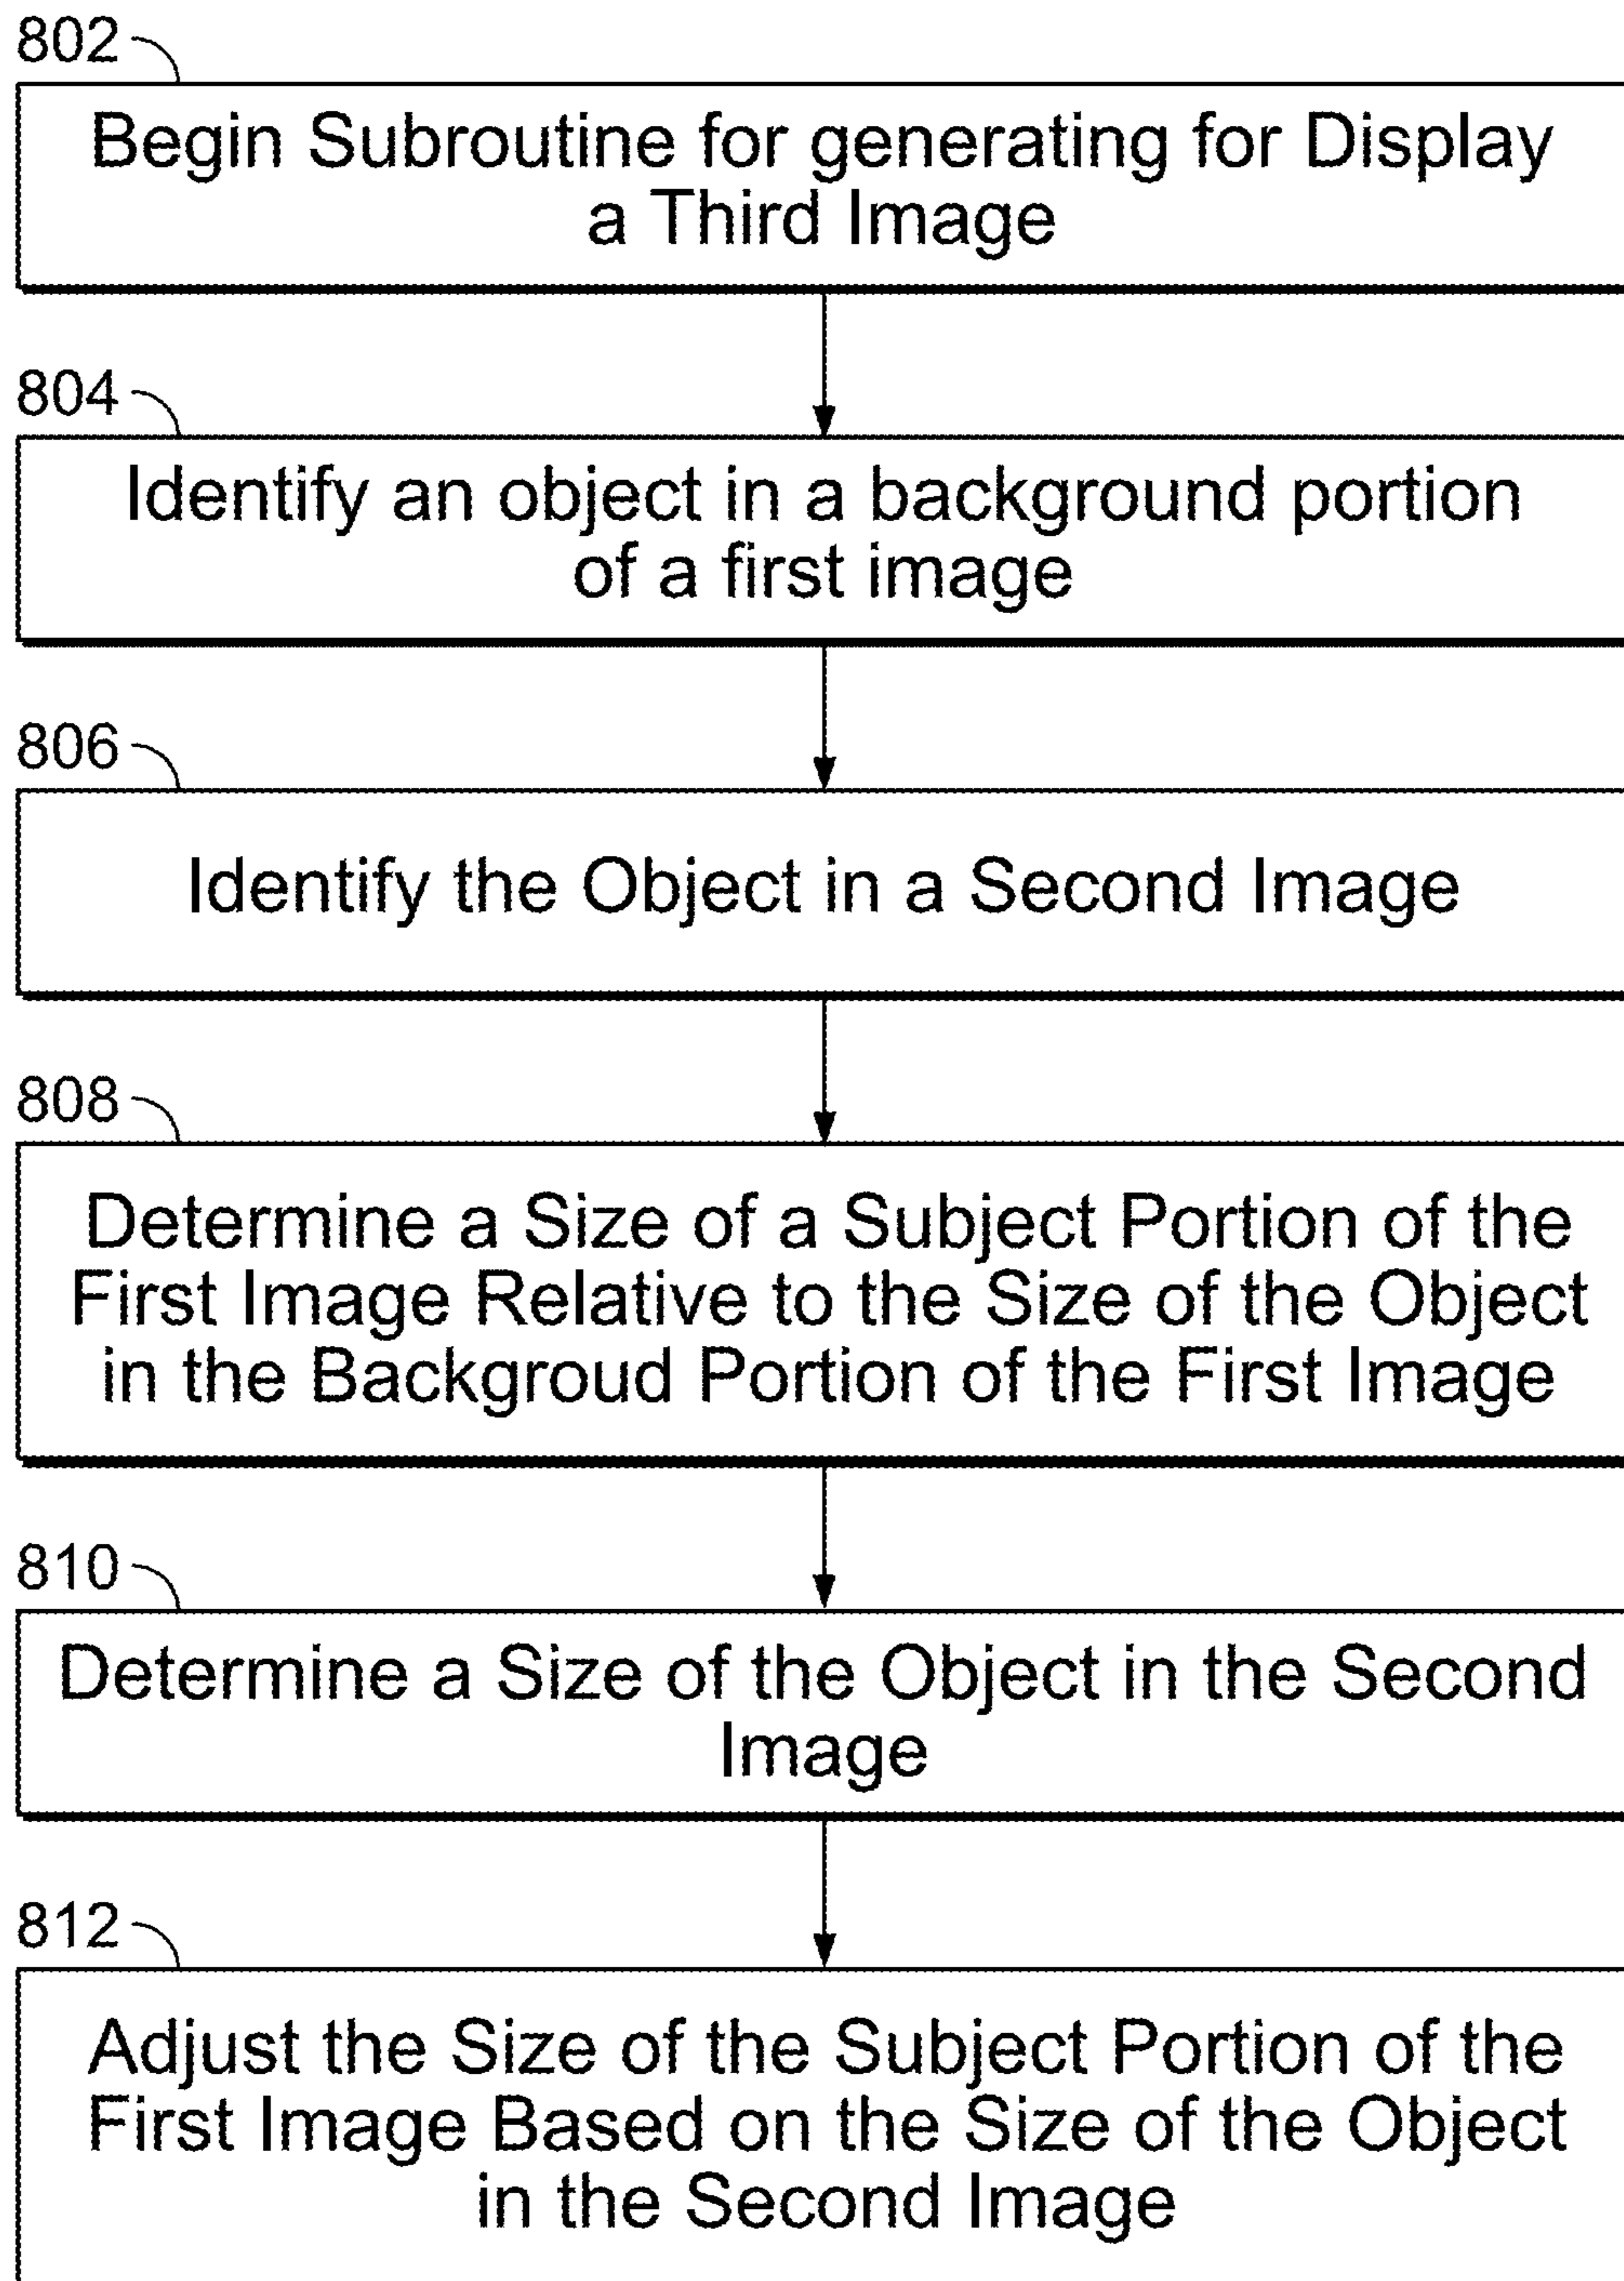 802
Begin Subroutine for generating for Display
a Third Image
804
Identify an object in a background portion
of a first image
806
Identify the Object in a Second Image
808
Determine a Size of a Subject Portion of the
First Image Relative to the Size of the Object
in the Backgroud Portion of the First Image
810
Determine a Size of the Object in the Second
Image
812
Adjust the Size of the Subject Portion of the
First Image Based on the Size of the Object
in the Second Image